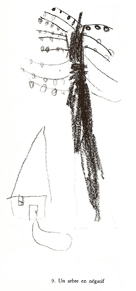 9. Un arbre en négatif